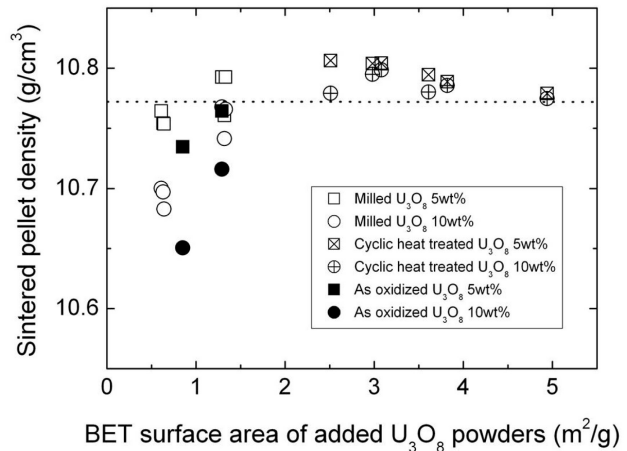 Sintered pellet density (g/cm³)
10.8
10.7
10.6
Milled U₃O₈ 5wt%
Milled U₃O₈ 10wt%
Cyclic heat treated U₃O₈ 5wt%
Cyclic heat treated U₃O₈ 10wt%
As oxidized U₃O₈ 5wt%
As oxidized U₃O₈ 10wt%
0 1 2 3 4 5
BET surface area of added U₃O₈ powders (m²/g)